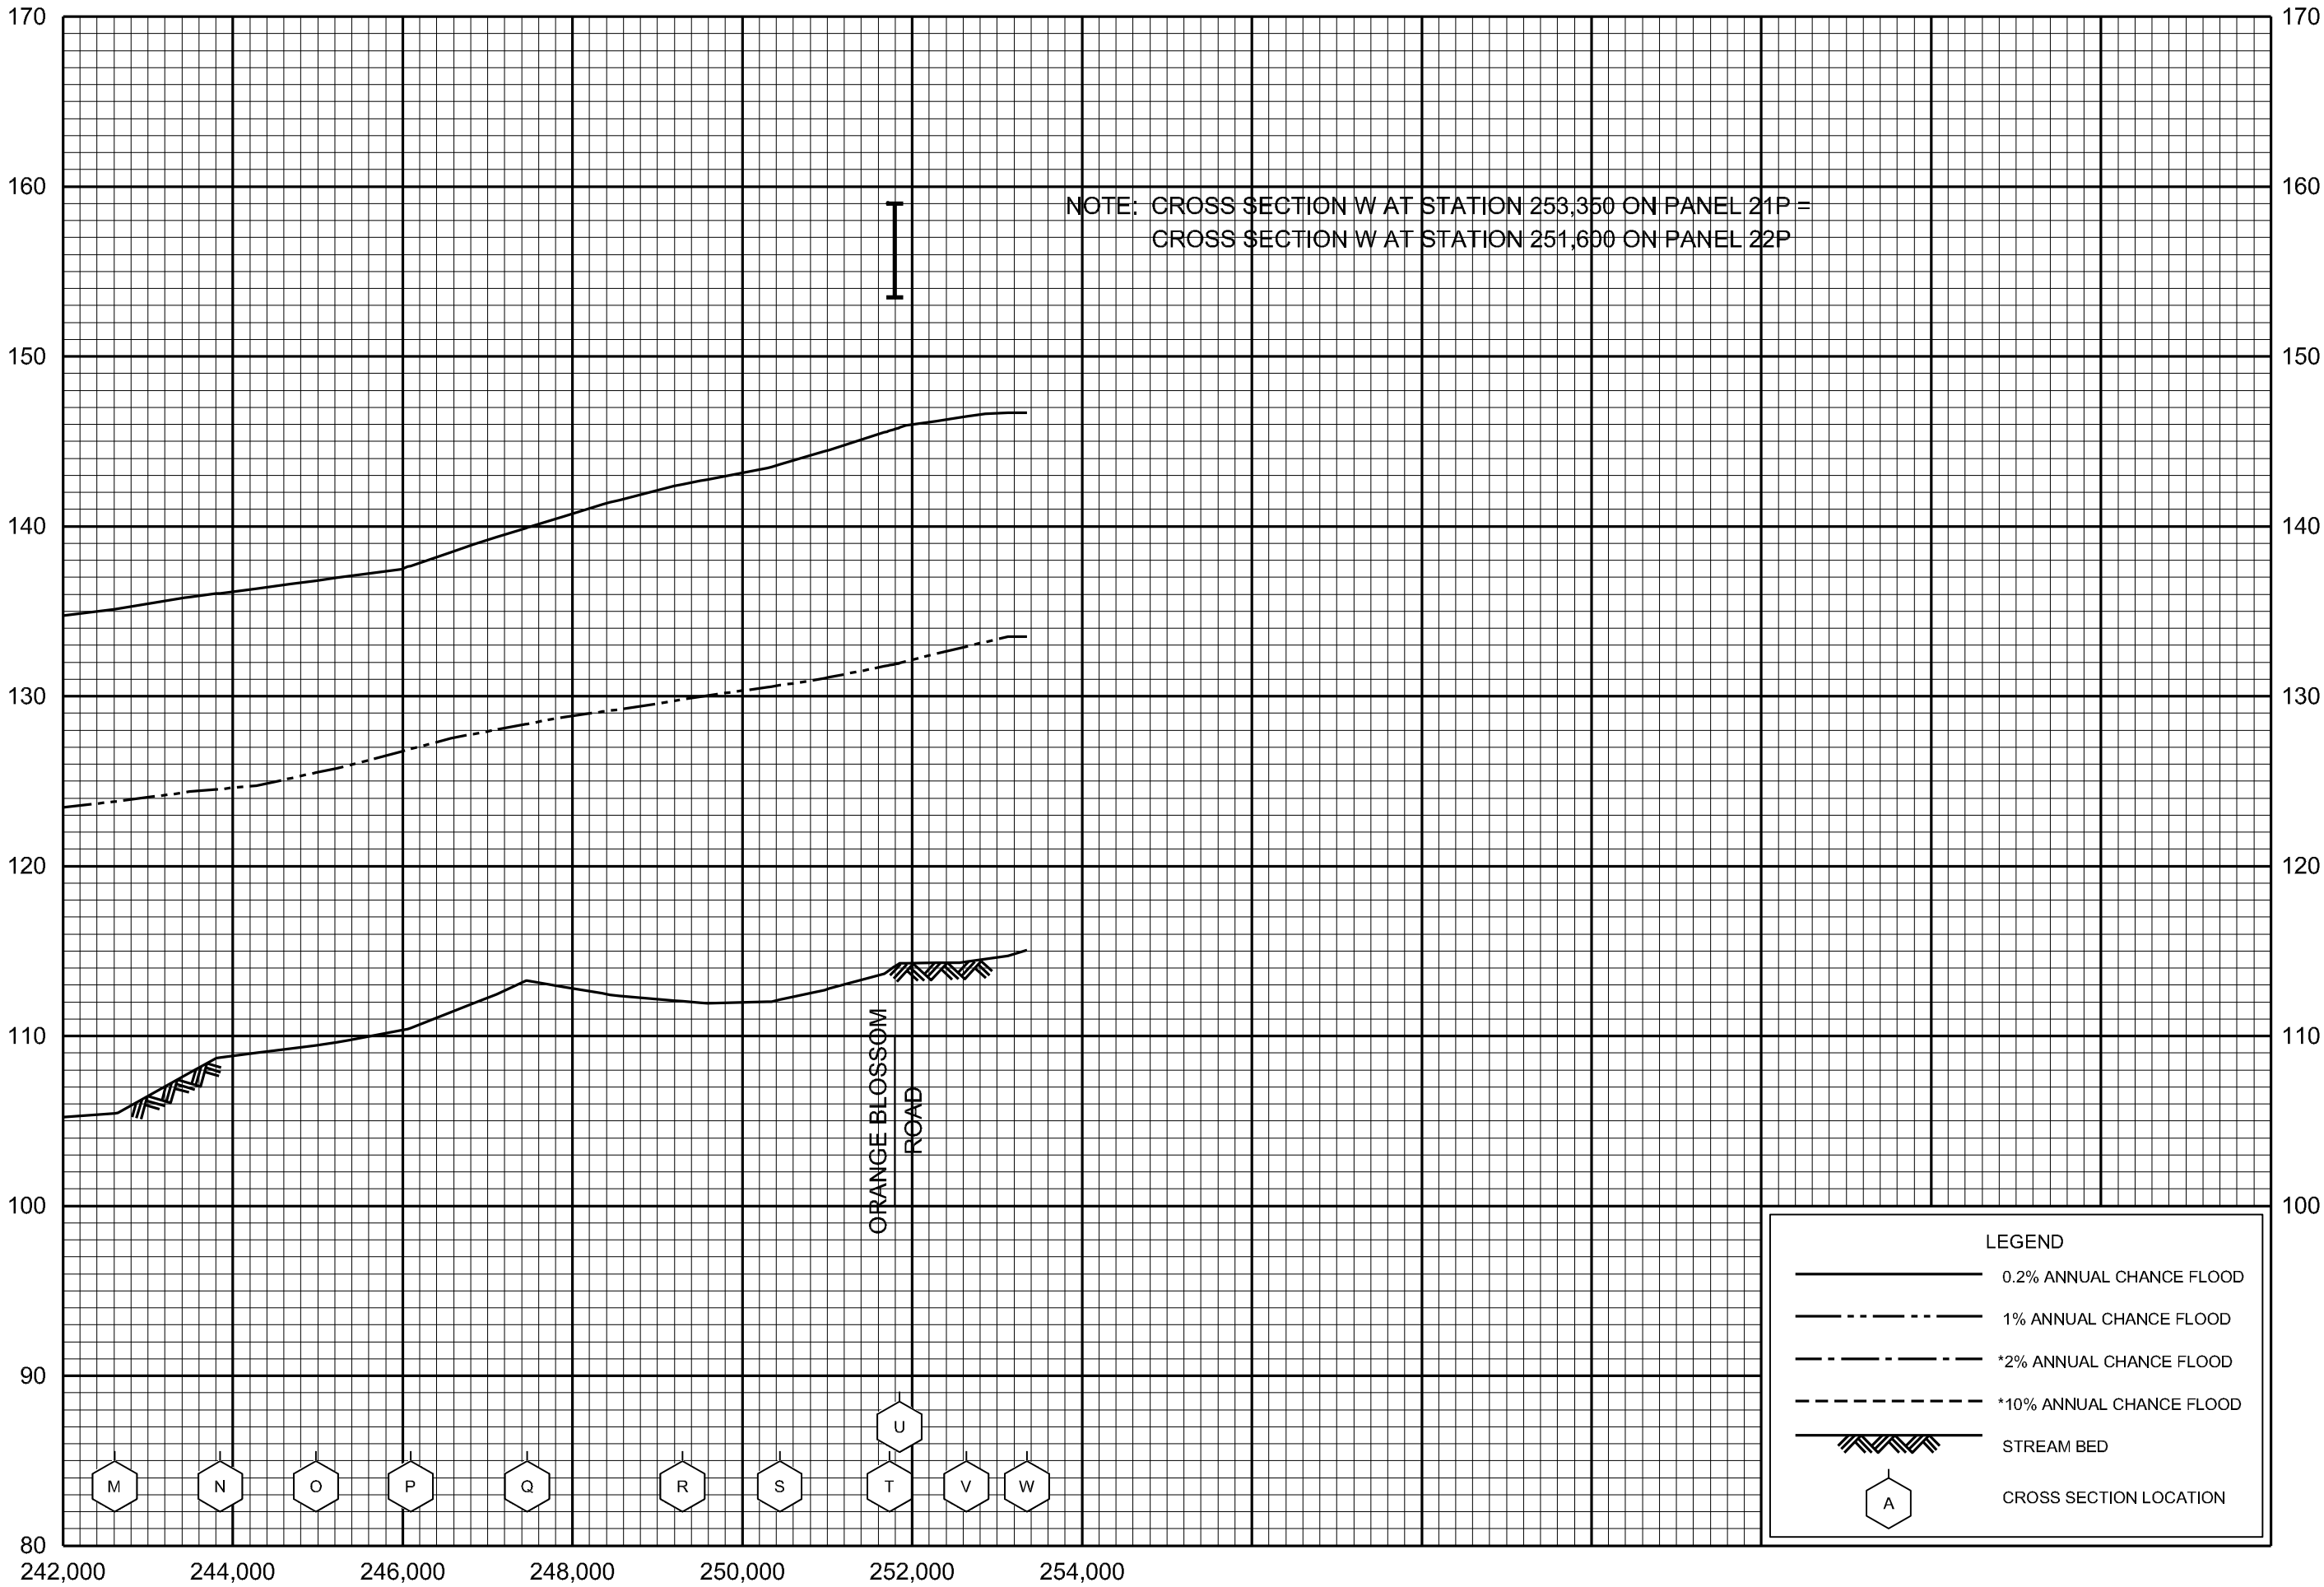 170
170
160
160
NOTE: CROSS SECTION W AT STATION 253,350 ON PANEL 21P =
CROSS SECTION W AT STATION 251,600 ON PANEL 22P
150
150
140
140
130
130
120
120
110
110
ORANGE BLOSSOM
ROAD
100
100
LEGEND
0.2% ANNUAL CHANCE FLOOD
1% ANNUAL CHANCE FLOOD
*2% ANNUAL CHANCE FLOOD
*10% ANNUAL CHANCE FLOOD
STREAM BED
A CROSS SECTION LOCATION
90
U
M N O P Q R S T V W
80
242,000 244,000 246,000 248,000 250,000 252,000 254,000